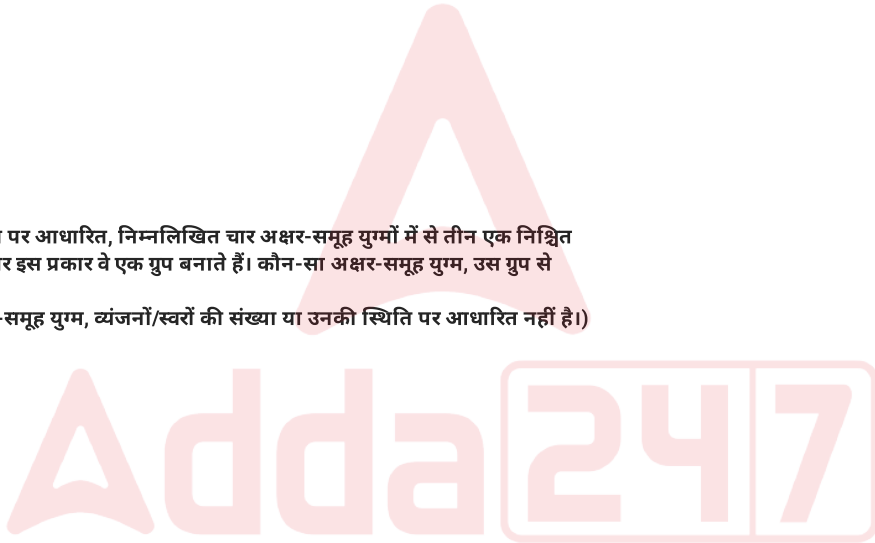 पर आधारित, निम्नलिखित चार अक्षर-समूह युग्मों में से तीन एक निश्चित
इस प्रकार वे एक ग्रुप बनाते हैं। कौन-सा अक्षर-समूह युग्म, उस ग्रुप से
-समूह युग्म, व्यंजनों/स्वरों की संख्या या उनकी स्थिति पर आधारित नहीं है।)
Adda247